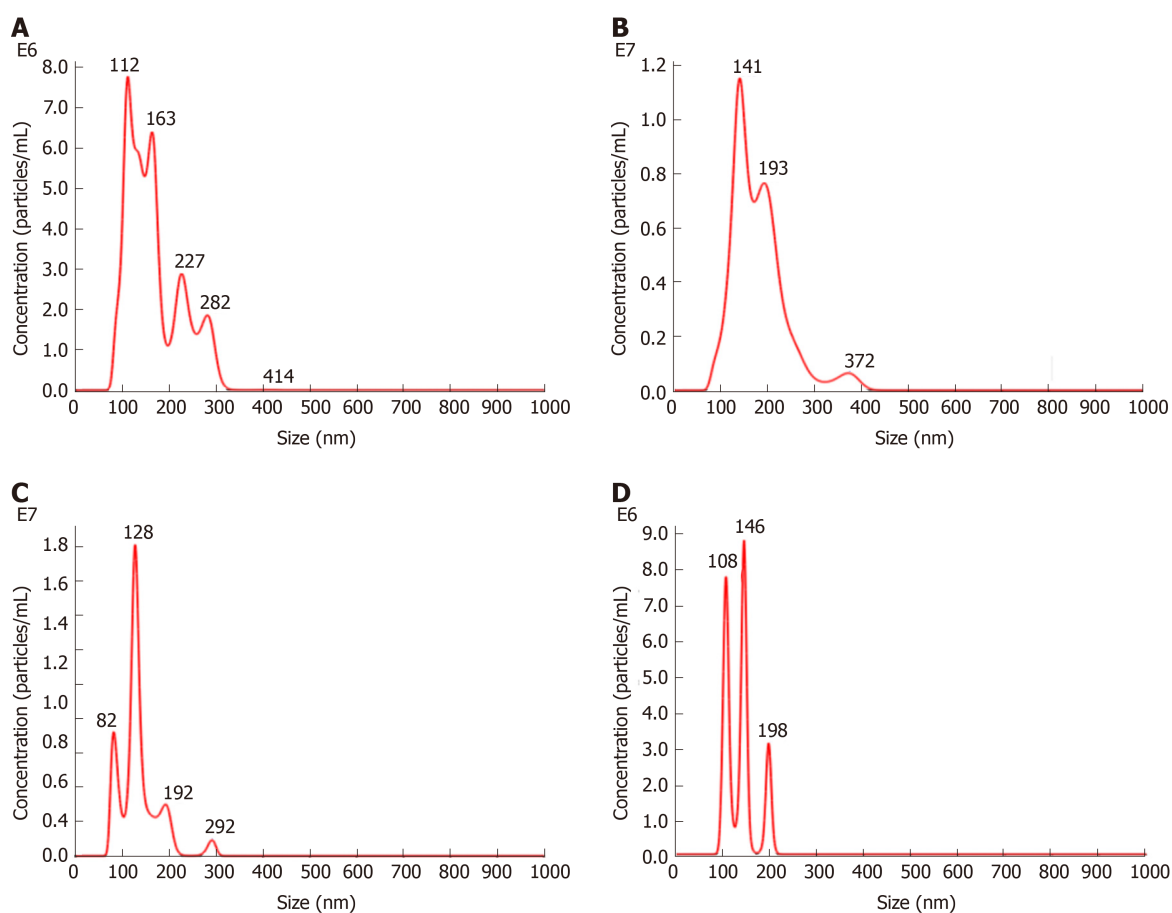 A
E6
8.0
7.0
6.0
5.0
4.0
3.0
2.0
1.0
0.0
Concentration (particles/mL)
112
163
227
282
414
0 100 200 300 400 500 600 700 800 900 1000
Size (nm)
B
E7
1.2
1.0
0.8
0.6
0.4
0.2
0.0
Concentration (particles/mL)
141
193
372
0 100 200 300 400 500 600 700 800 900 1000
Size (nm)
C
E7
1.8
1.6
1.4
1.2
1.0
0.8
0.6
0.4
0.0
Concentration (particles/mL)
82
128
192
292
0 100 200 300 400 500 600 700 800 900 1000
Size (nm)
D
E6
9.0
8.0
7.0
6.0
5.0
4.0
3.0
2.0
1.0
0.0
Concentration (particles/mL)
108
146
198
0 100 200 300 400 500 600 700 800 900 1000
Size (nm)